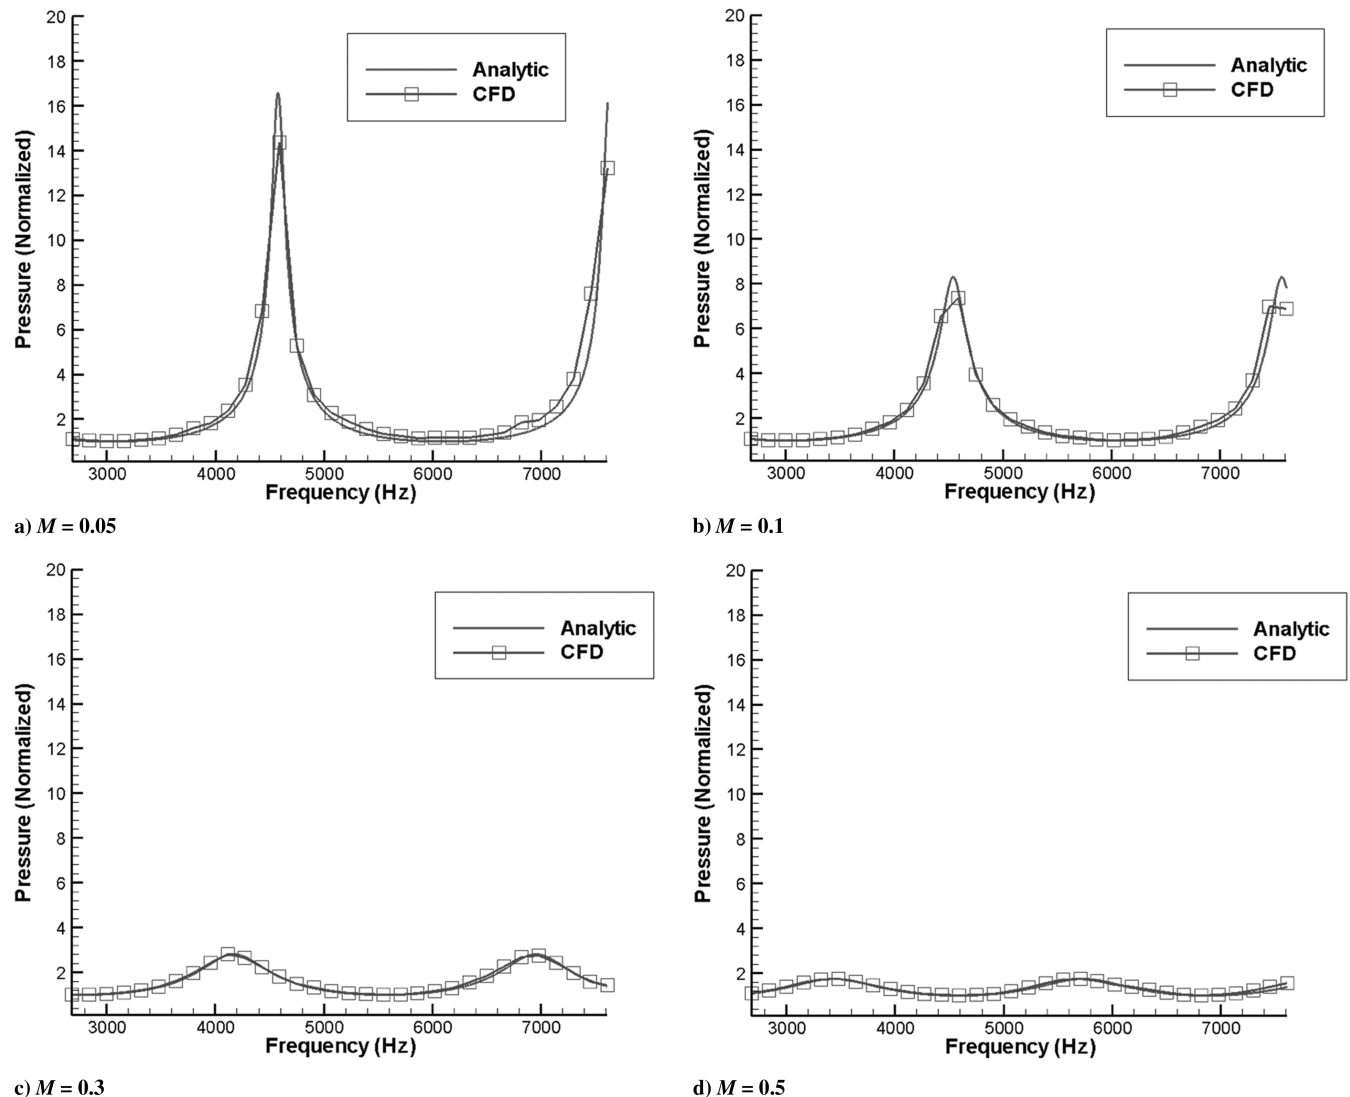 20
18
16
14
12
10
8
6
4
2
Pressure (Normalized)
Analytic
CFD
3000 4000 5000 6000 7000
Frequency (Hz)
a) M = 0.05
20
18
16
14
12
10
8
6
4
2
Pressure (Normalized)
Analytic
CFD
3000 4000 5000 6000 7000
Frequency (Hz)
b) M = 0.1
20
18
16
14
12
10
8
6
4
2
Pressure (Normalized)
Analytic
CFD
3000 4000 5000 6000 7000
Frequency (Hz)
c) M = 0.3
20
18
16
14
12
10
8
6
4
2
Pressure (Normalized)
Analytic
CFD
3000 4000 5000 6000 7000
Frequency (Hz)
d) M = 0.5